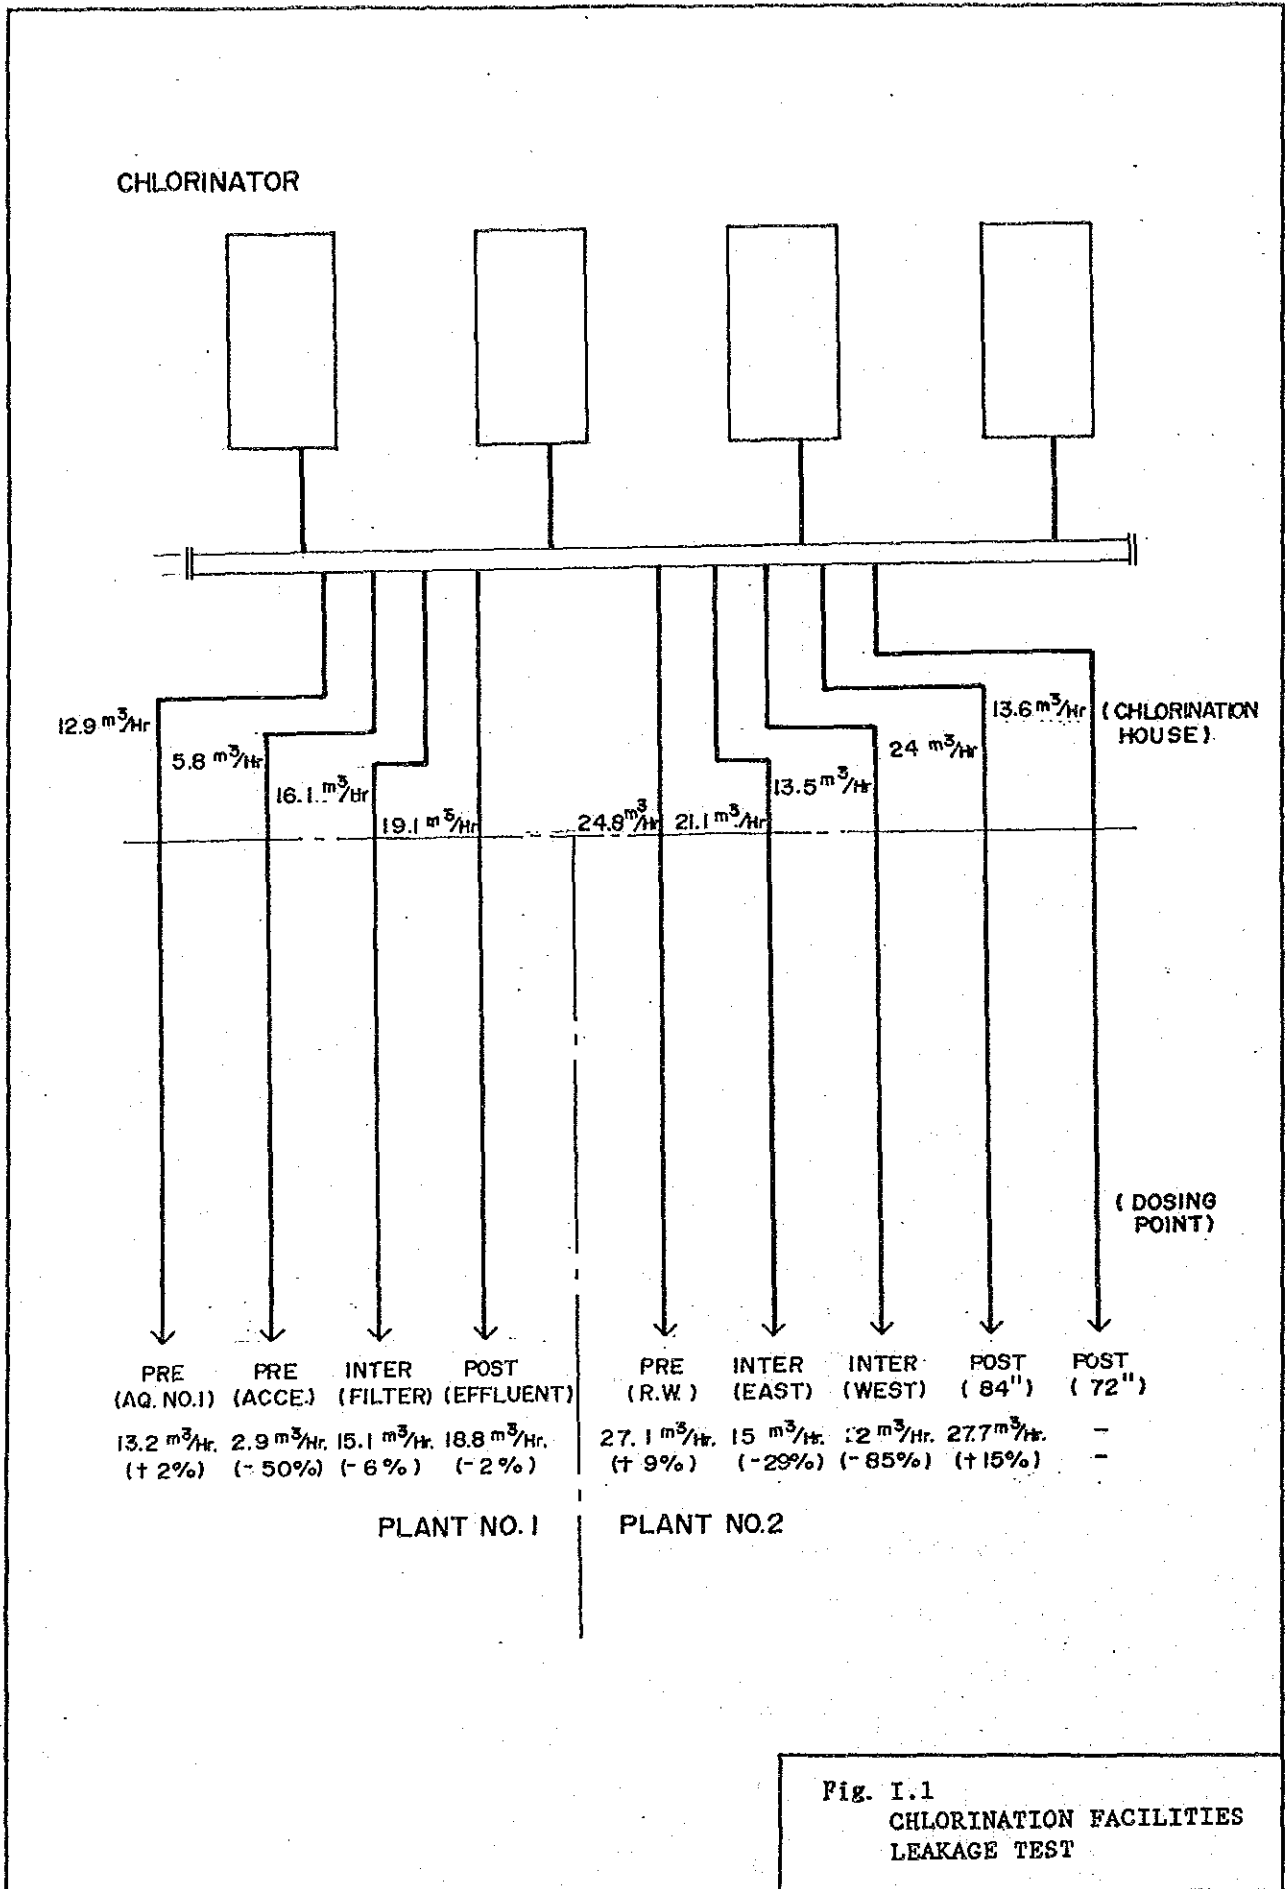 CHLORINATOR
12.9 m³/Hr
5.8 m³/Hr
16.1 m³/Hr
19.1 m³/Hr
24.8 m³/Hr
21.1 m³/Hr
13.5 m³/Hr
24 m³/Hr
13.6 m³/Hr
(CHLORINATION
HOUSE)
(DOSING
POINT)
PRE PRE INTER POST PRE INTER INTER POST POST
(AQ. NO.1) (ACCE.) (FILTER) (EFFLUENT) (R.W.) (EAST) (WEST) (84") (72")
13.2 m³/Hr. 2.9 m³/Hr. 15.1 m³/Hr. 18.8 m³/Hr. 27.1 m³/Hr. 15 m³/Hr. m³/Hr. 27.7 m³/Hr. -
(+2%) (-50%) (-6%) (-2%) (+9%) (-29%) (-85%) (+15%) -
PLANT NO.1 PLANT NO.2
Fig. I.1
CHLORINATION FACILITIES
LEAKAGE TEST